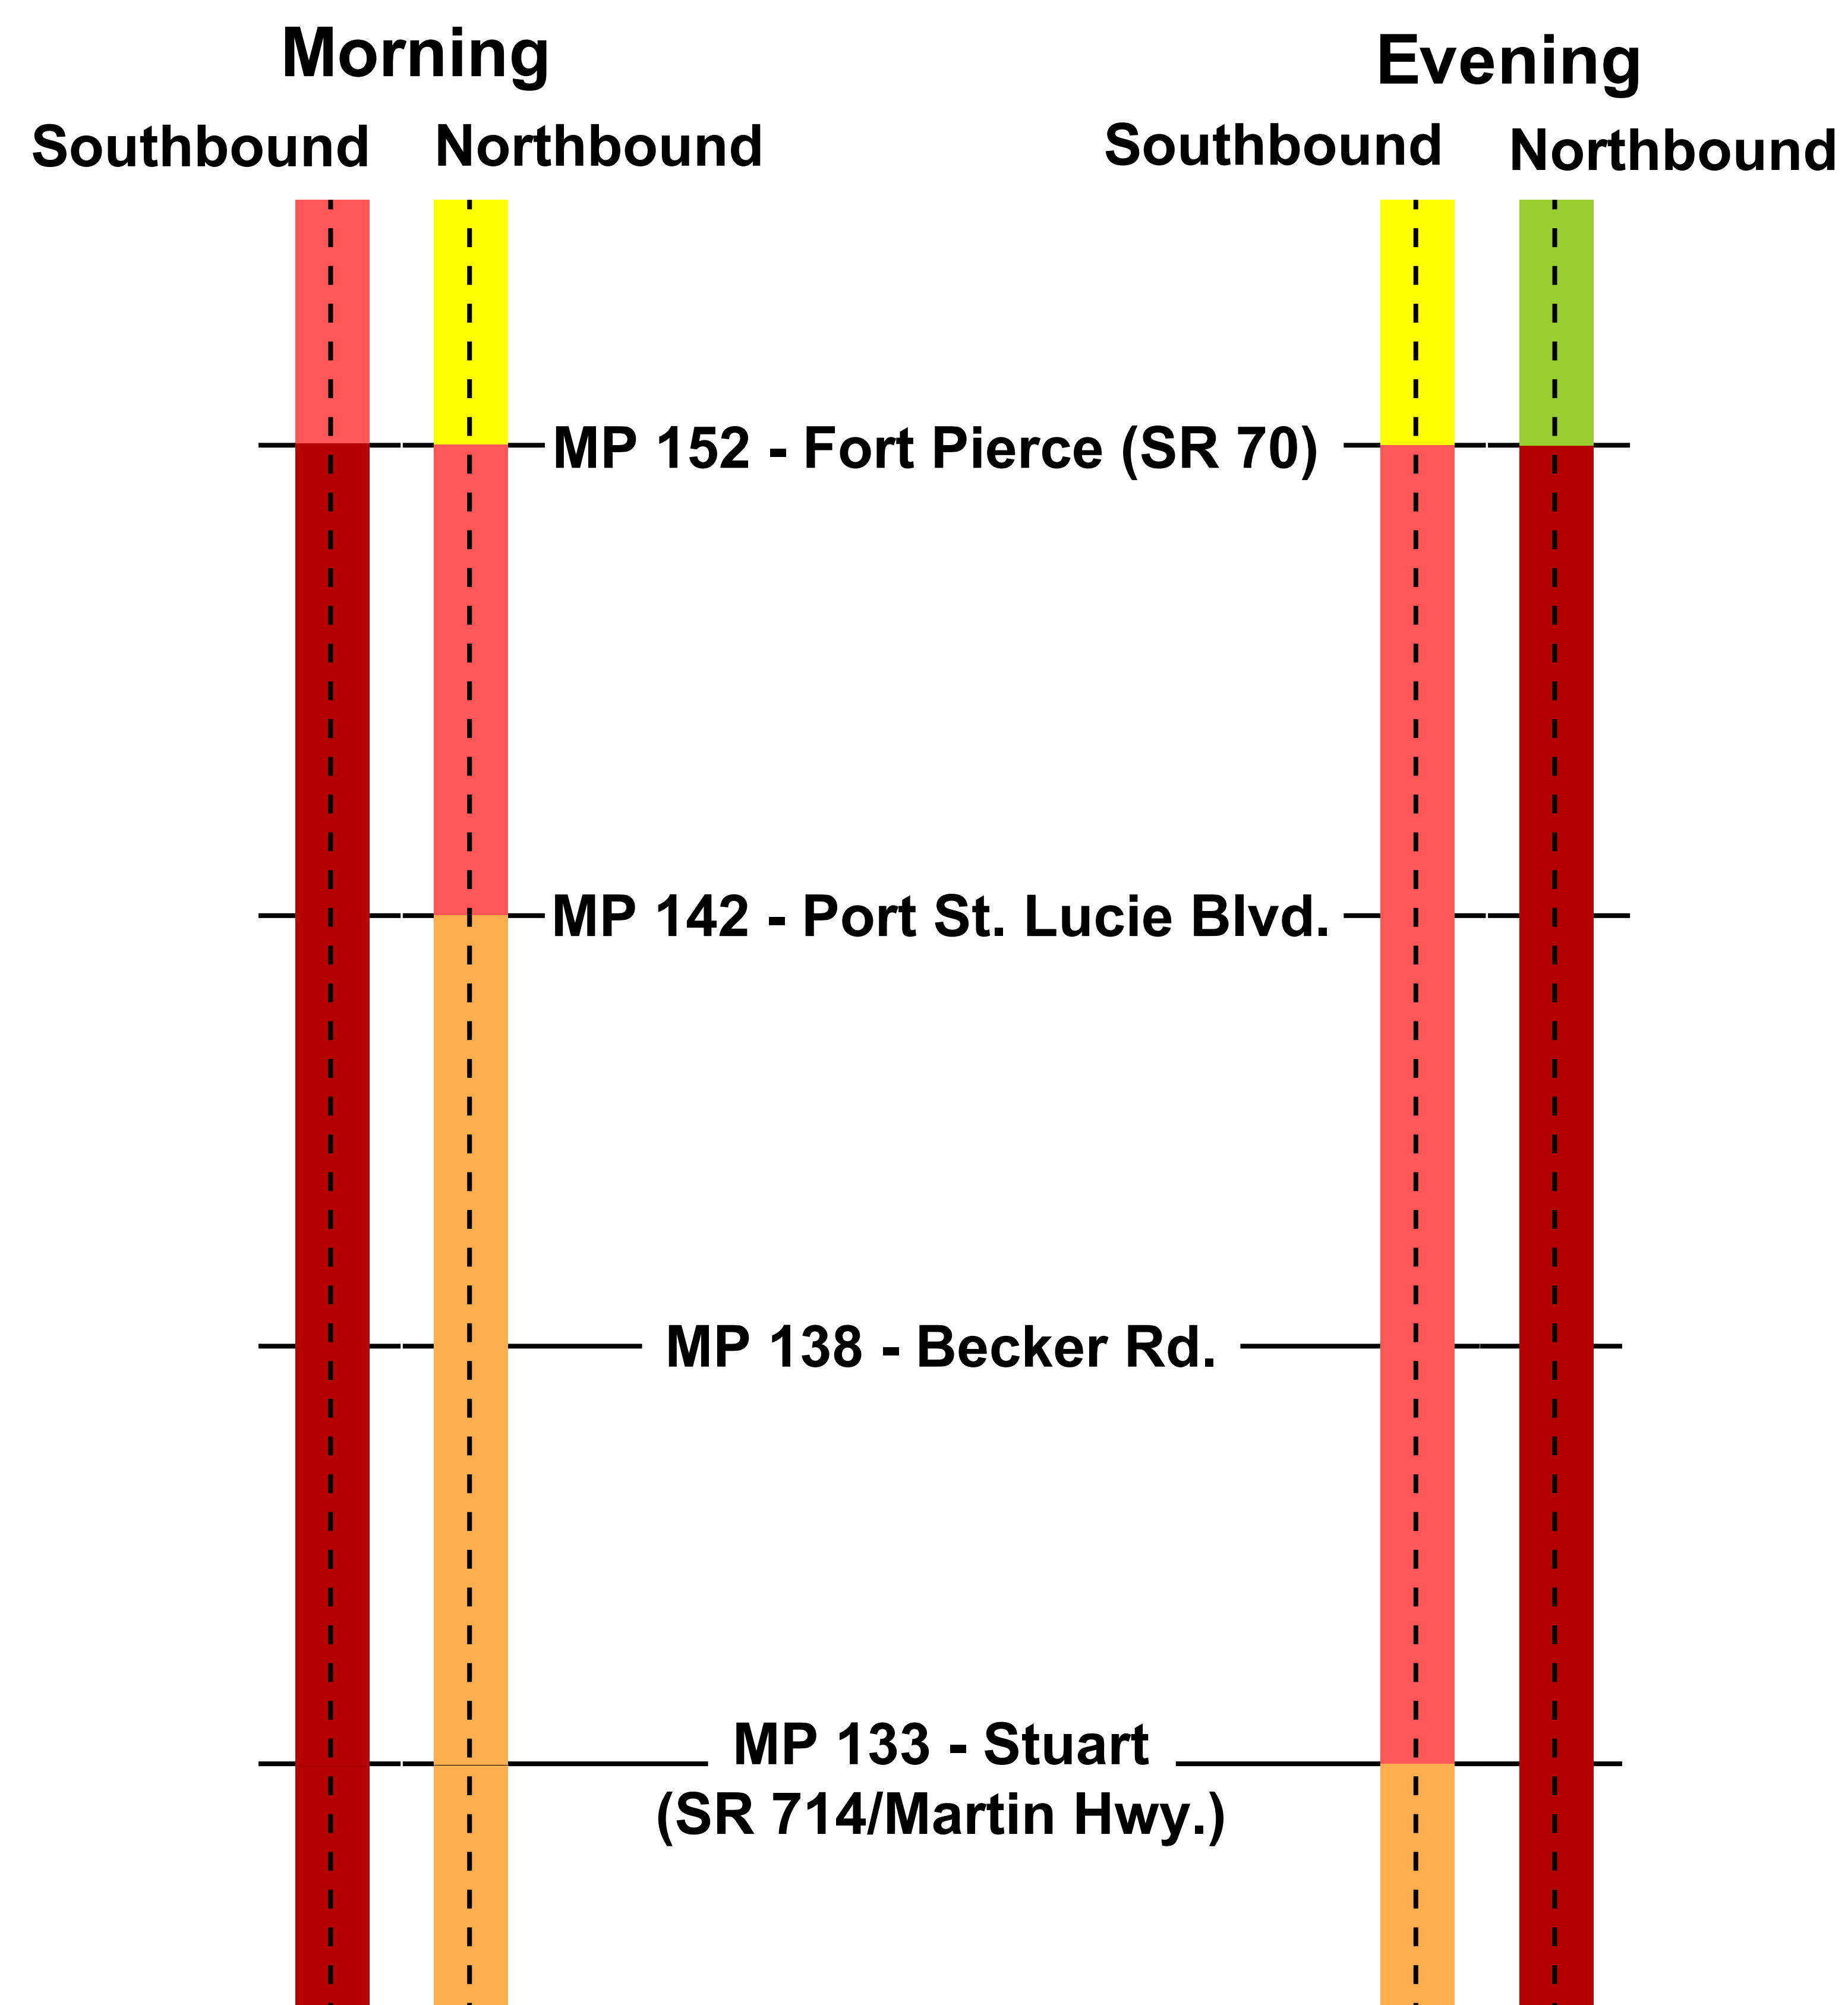 Morning
Evening
Southbound
Northbound
Southbound
Northbound
MP 152 - Fort Pierce (SR 70)
MP 142 - Port St. Lucie Blvd.
MP 138 - Becker Rd.
MP 133 - Stuart
(SR 714/Martin Hwy.)